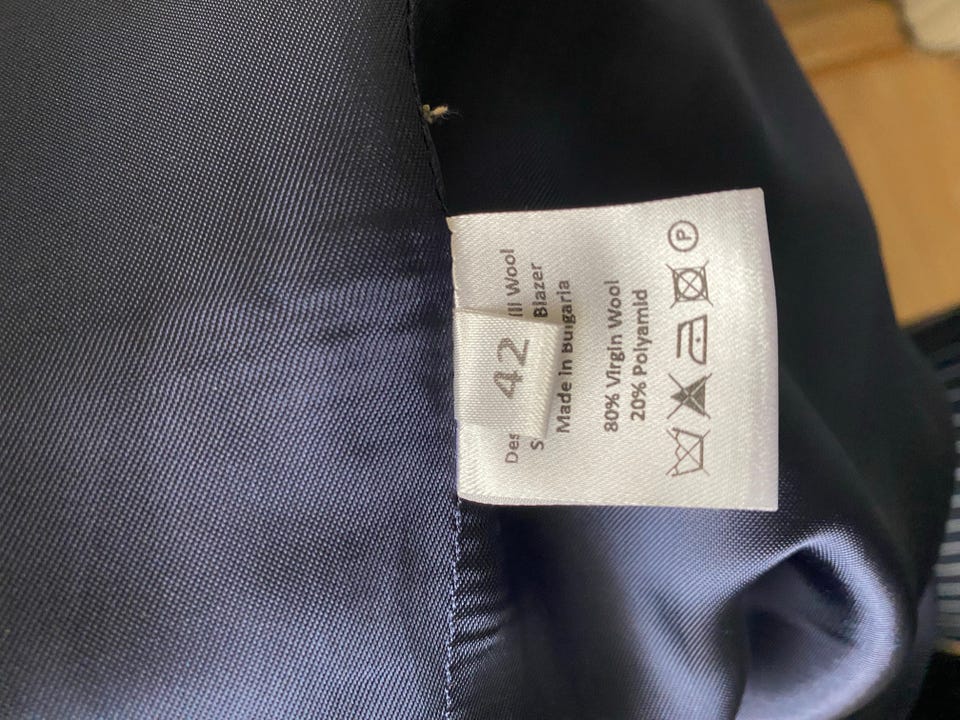 42
Wool
Blazer
Made in Bulgaria
80% Virgin Wool
20% Polyamid
P